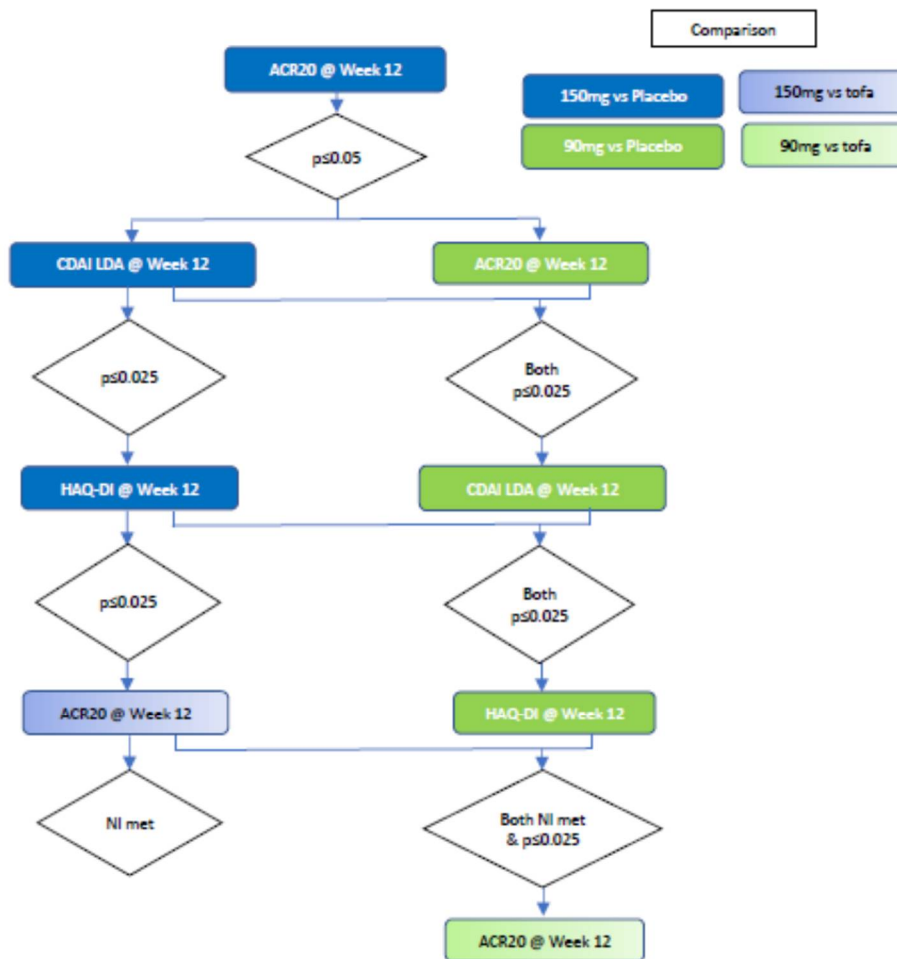 Comparison
ACR20 @ Week 12
150mg vs Placebo
150mg vs tofa
90mg vs Placebo
90mg vs tofa
p≤0.05
CDAI LDA @ Week 12
ACR20 @ Week 12
p≤0.025
Both
p≤0.025
HAQ-DI @ Week 12
CDAI LDA @ Week 12
p≤0.025
Both
p≤0.025
ACR20 @ Week 12
HAQ-DI @ Week 12
NI met
Both NI met
& p≤0.025
ACR20 @ Week 12